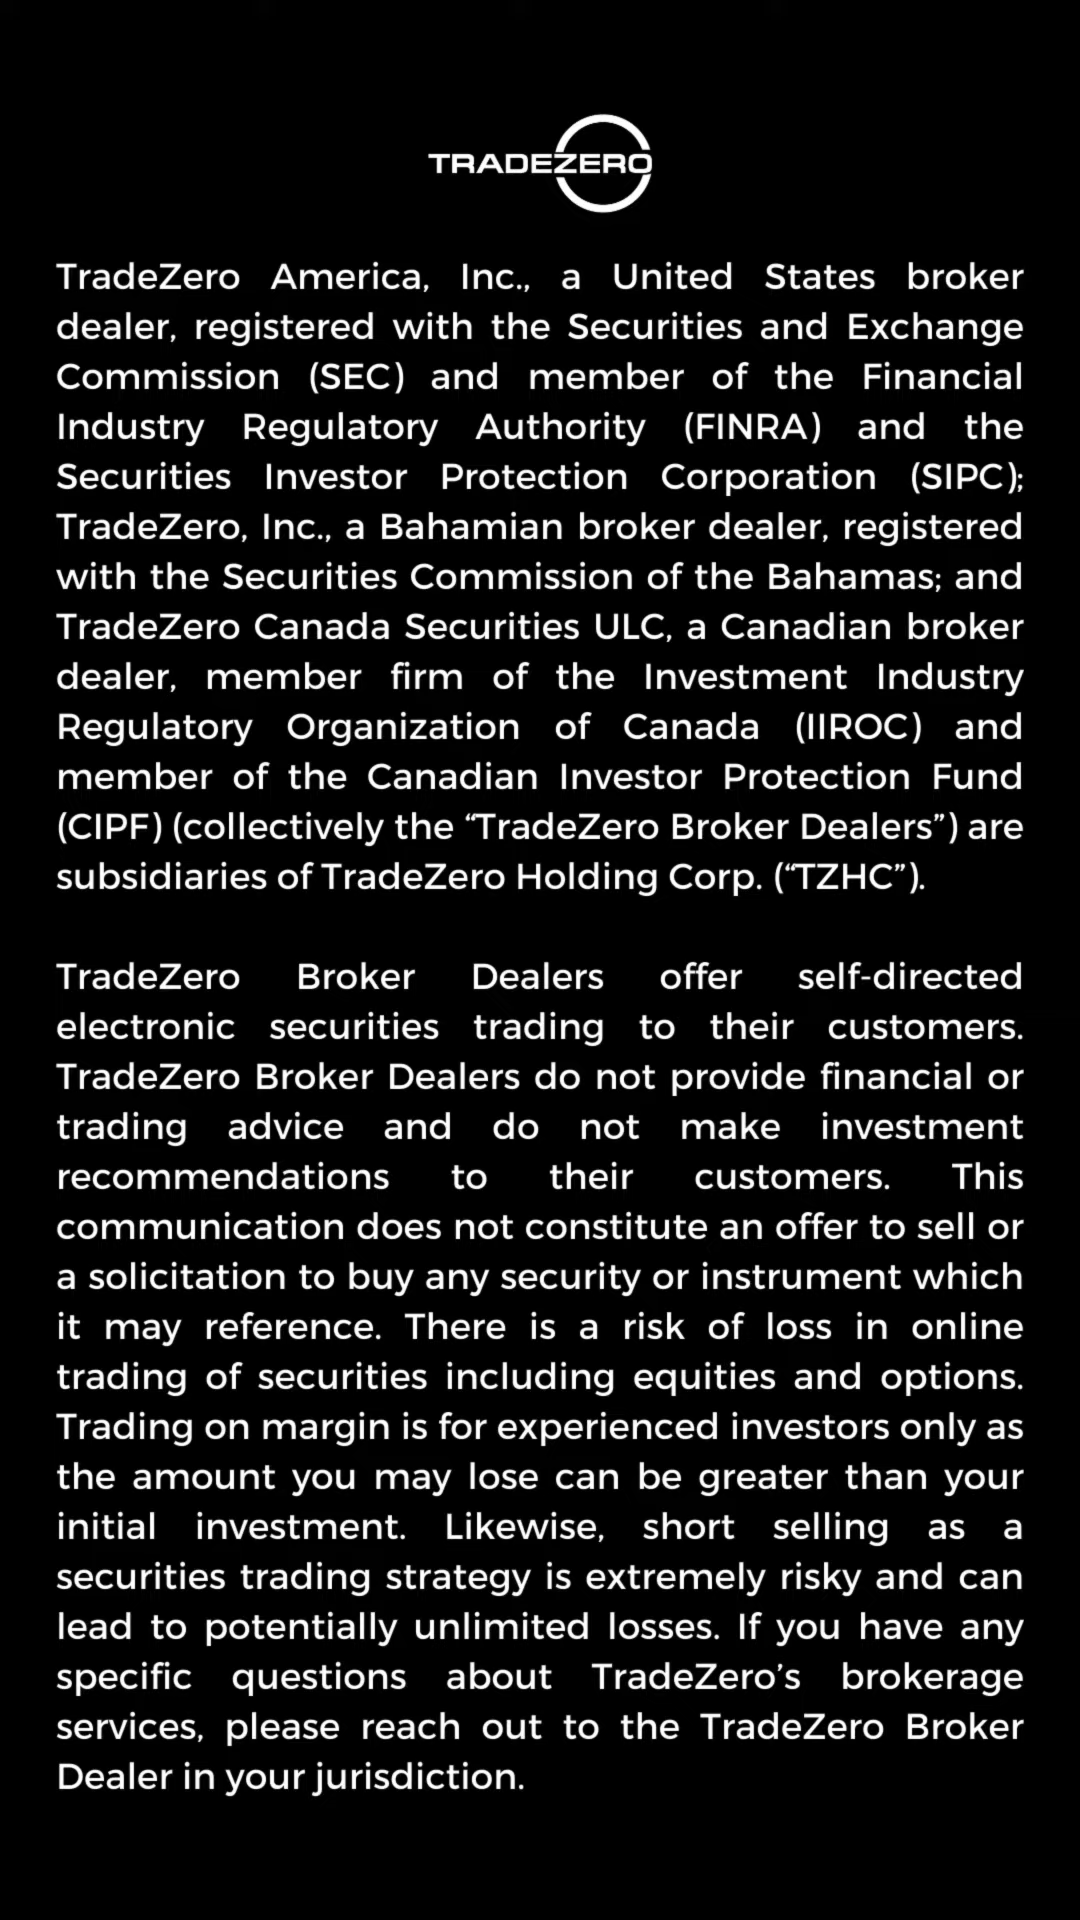 TRADEZERO
TradeZero America, Inc., a United States broker
dealer, registered with the Securities and Exchange
Commission (SEC) and member of the Financial
Industry Regulatory Authority (FINRA) and the
Securities Investor Protection Corporation (SIPC);
TradeZero, Inc., a Bahamian broker dealer, registered
with the Securities Commission of the Bahamas; and
TradeZero Canada Securities ULC, a Canadian broker
dealer, member firm of the Investment Industry
Regulatory Organization of Canada (IIROC) and
member of the Canadian Investor Protection Fund
(CIPF) (collectively the “TradeZero Broker Dealers”) are
subsidiaries of TradeZero Holding Corp. (“TZHC”).
TradeZero Broker Dealers offer self-directed
electronic securities trading to their customers.
TradeZero Broker Dealers do not provide financial or
trading advice and do not make investment
recommendations to their customers. This
communication does not constitute an offer to sell or
a solicitation to buy any security or instrument which
it may reference. There is a risk of loss in online
trading of securities including equities and options.
Trading on margin is for experienced investors only as
the amount you may lose can be greater than your
initial investment. Likewise, short selling as a
securities trading strategy is extremely risky and can
lead to potentially unlimited losses. If you have any
specific questions about TradeZero’s brokerage
services, please reach out to the TradeZero Broker
Dealer in your jurisdiction.